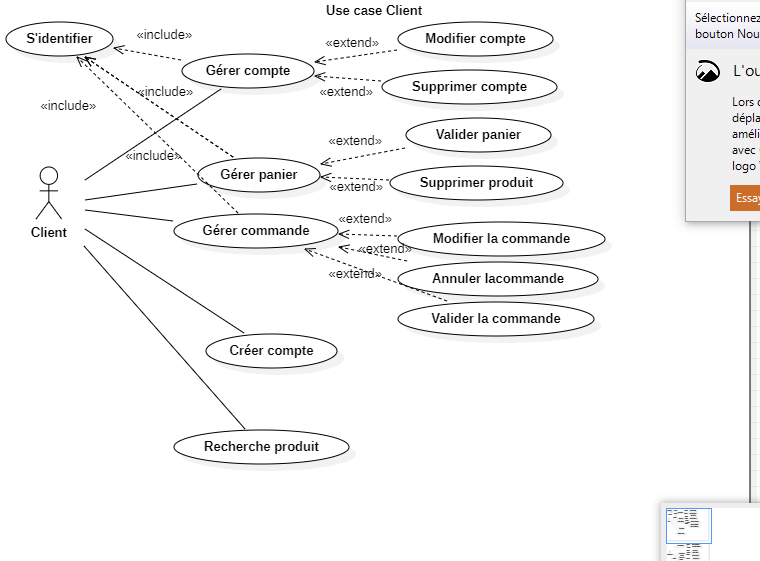 Use case Client
S'identifier
«include»
«extend»
Modifier compte
Gérer compte
«extend»
Supprimer compte
«include»
«include»
«extend»
Valider panier
«include»
Gérer panier
«extend»
Supprimer produit
Client
Gérer commande
«extend»
Modifier la commande
«extend»
«extend»
Annuler lacommande
Valider la commande
Créer compte
Recherche produit
Sélectionnez
bouton Nou
L'ou
Lors d
dépla
amélio
avec
logo
Essay